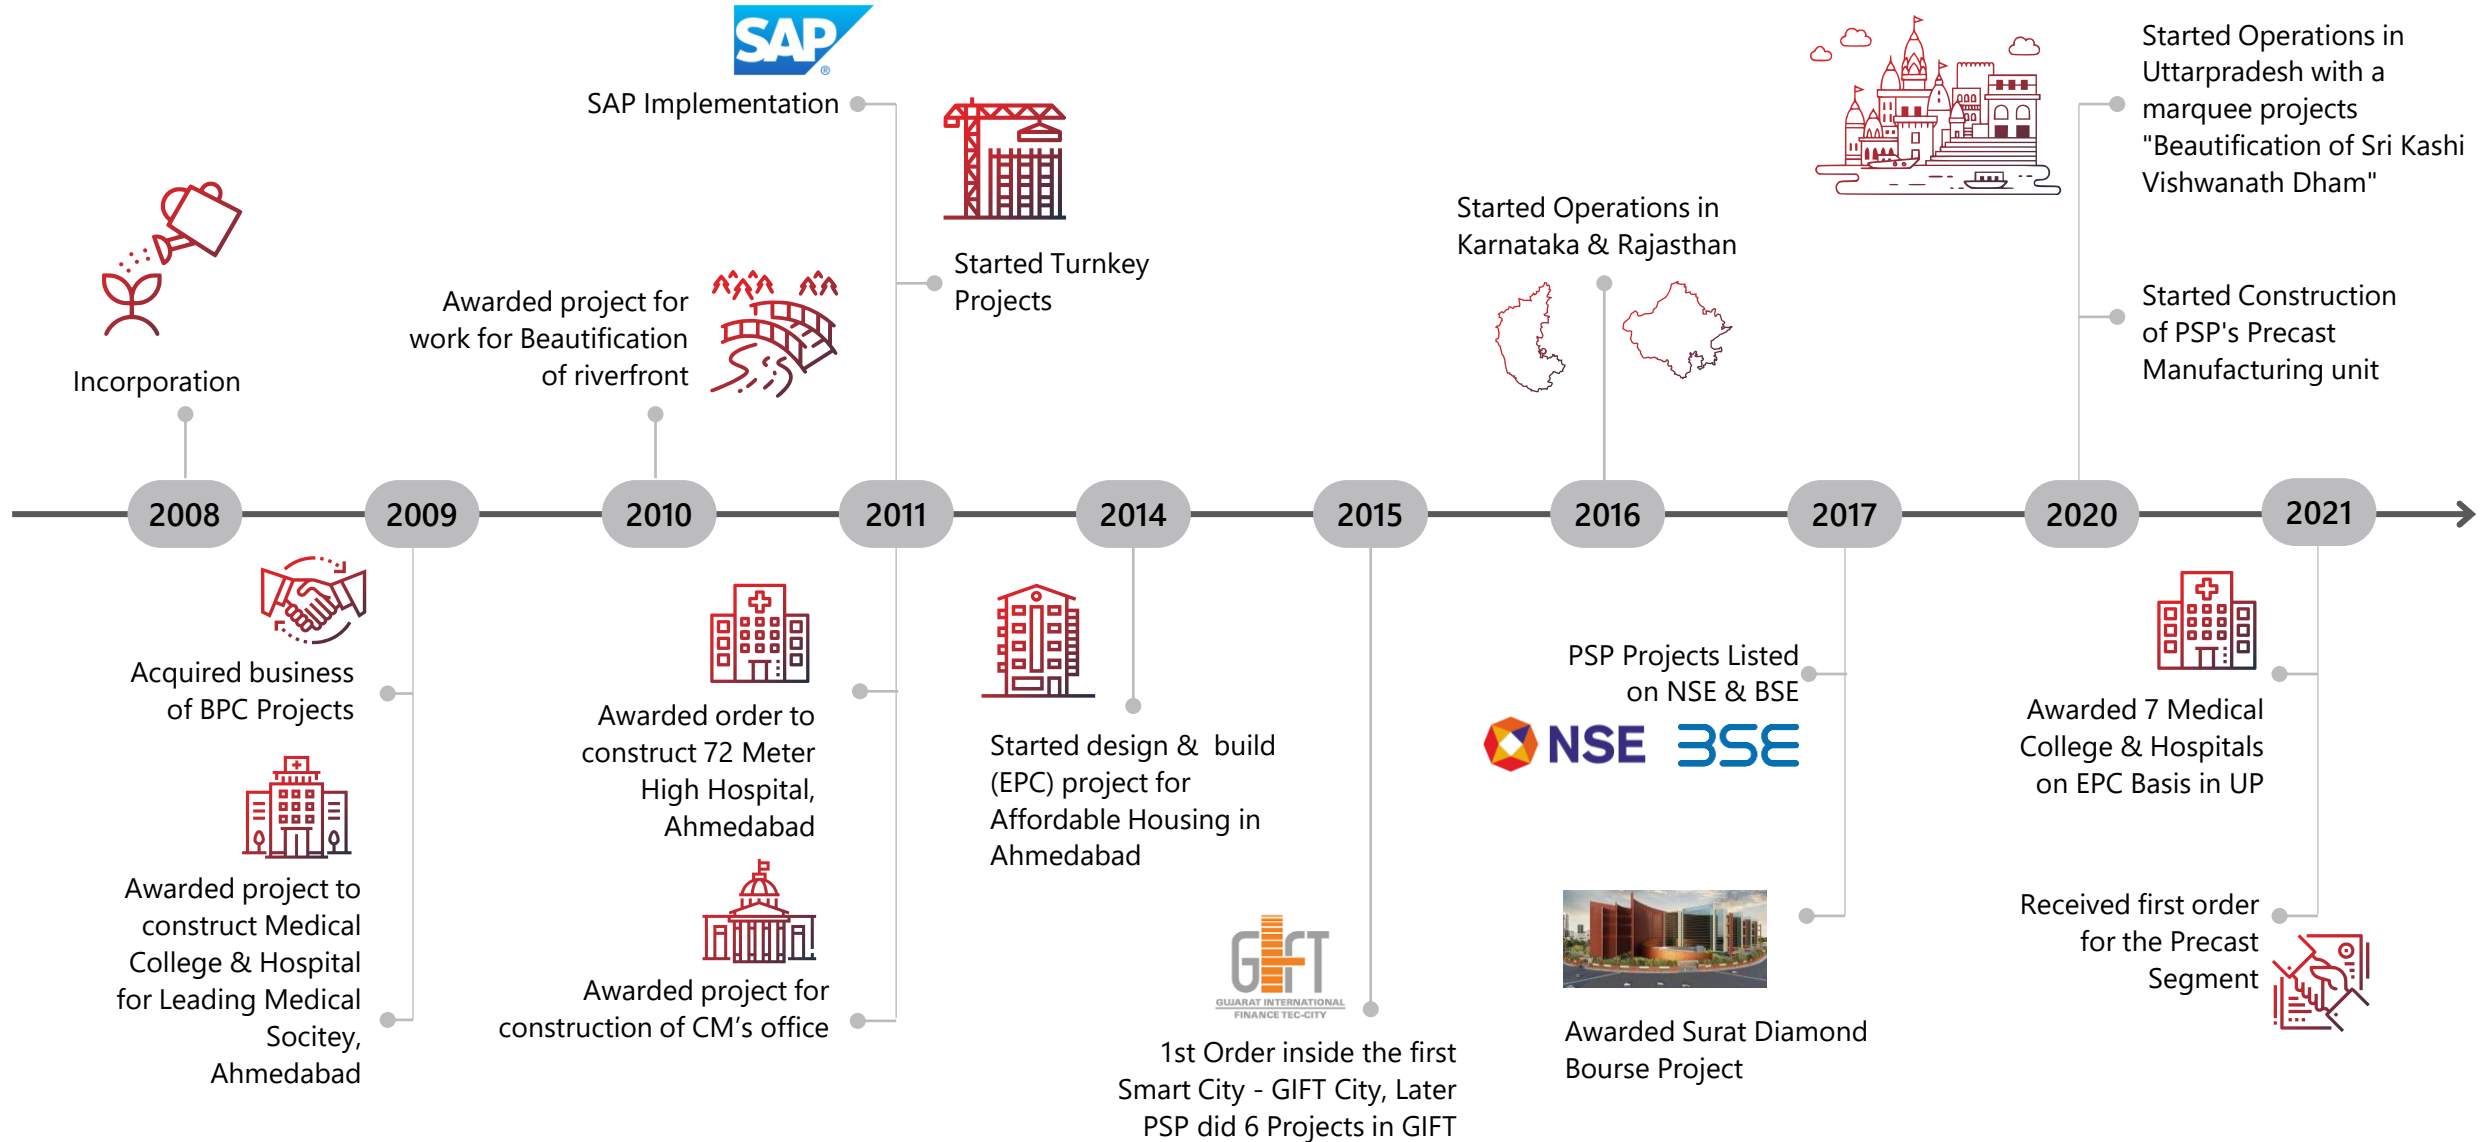 SAP
®
SAP Implementation
Started Turnkey
Projects
Started Operations in
Uttarpradesh with a
marquee projects
"Beautification of Sri Kashi
Vishwanath Dham"
Started Operations in
Karnataka & Rajasthan
Awarded project for
work for Beautification
of riverfront
Started Construction
of PSP's Precast
Manufacturing unit
Incorporation
2008
2009
2010
2011
2014
2015
2016
2017
2020
2021
Acquired business
of BPC Projects
Awarded project to
construct Medical
College & Hospital
for Leading Medical
Socitey,
Ahmedabad
Awarded order to
construct 72 Meter
High Hospital,
Ahmedabad
Awarded project for
construction of CM’s office
Started design &  build
(EPC) project for
Affordable Housing in
Ahmedabad
GIFT
GUJARAT INTERNATIONAL
FINANCE TEC-CITY
1st Order inside the first
Smart City - GIFT City, Later
PSP did 6 Projects in GIFT
PSP Projects Listed
on NSE & BSE
NSE BSE
Awarded Surat Diamond
Bourse Project
Awarded 7 Medical
College & Hospitals
on EPC Basis in UP
Received first order
for the Precast
Segment